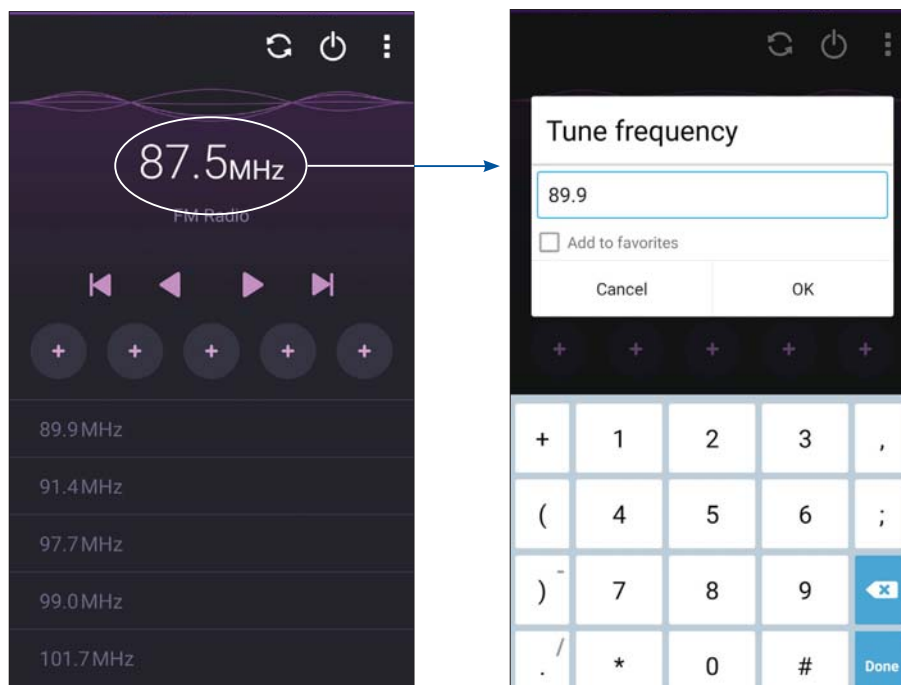 87.5MHz
FM Radio
+ + + + +
89.9MHz
91.4MHz
97.7MHz
99.0MHz
101.7MHz
Tune frequency
89.9
Add to favorites
Cancel OK
+ + + + +
+ 1 2 3 ,
( 4 5 6 ;
) - 7 8 9
. / * 0 # Done